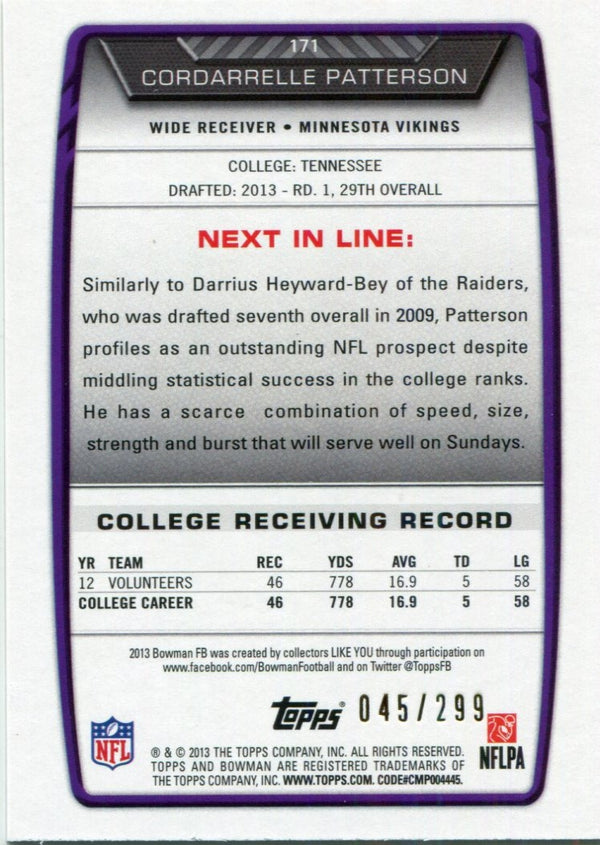 171
CORDARRELLE PATTERSON
WIDE RECEIVER • MINNESOTA VIKINGS
COLLEGE: TENNESSEE
DRAFTED: 2013 - RD. 1, 29TH OVERALL
NEXT IN LINE:
Similarly to Darrius Heyward-Bey of the Raiders,
who was drafted seventh overall in 2009, Patterson
profiles as an outstanding NFL prospect despite
middling statistical success in the college ranks.
He has a scarce combination of speed, size,
strength and burst that will serve well on Sundays.
COLLEGE RECEIVING RECORD
YR TEAM REC YDS AVG TD LG
12 VOLUNTEERS 46 778 16.9 5 58
COLLEGE CAREER 46 778 16.9 5 58
2013 Bowman FB was created by collectors LIKE YOU through participation on
www.facebook.com/BowmanFootball and on Twitter @ToppsFB
Topps® 045/299
NFL
NFLPA
® & © 2013 THE TOPPS COMPANY, INC. ALL RIGHTS RESERVED.
TOPPS AND BOWMAN ARE REGISTERED TRADEMARKS OF
THE TOPPS COMPANY, INC. WWW.TOPPS.COM. CODE#CMP004445.